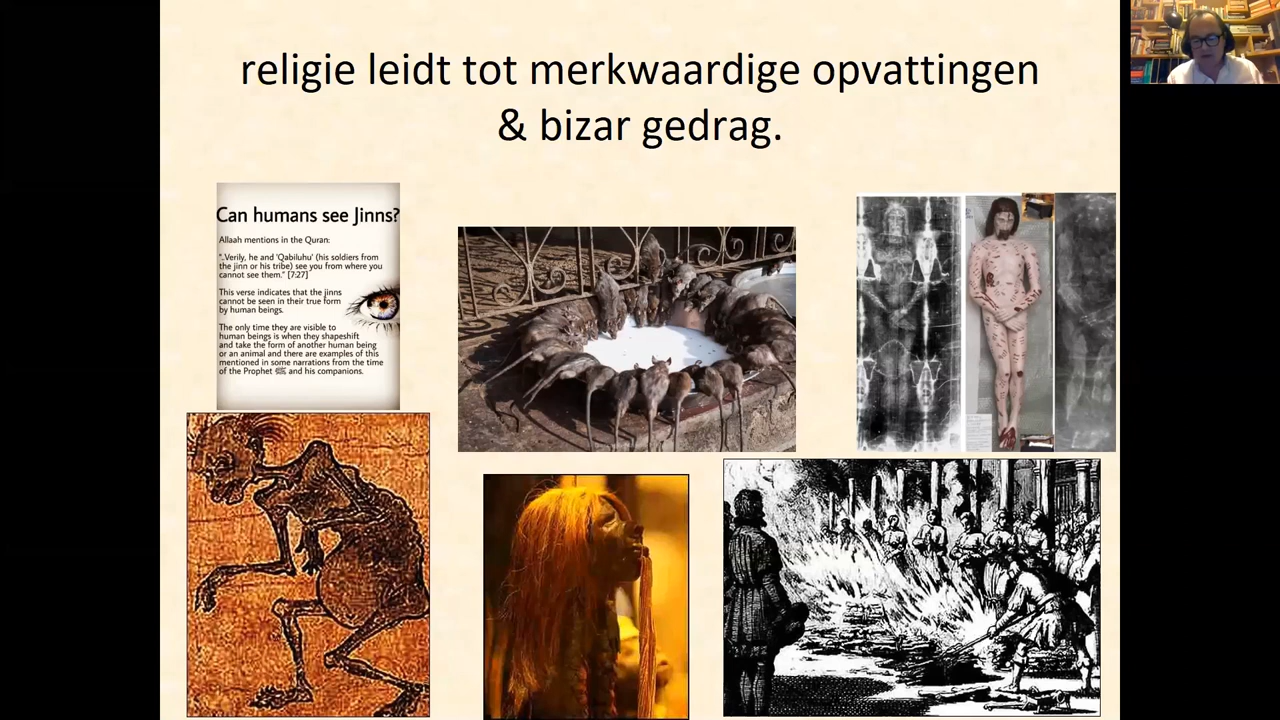 religie leidt tot merkwaardige opvattingen
& bizar gedrag.
Can humans see Jinns?
Allaah mentions in the Quran:
"..Verily, he and 'Qabiluhu' (his soldiers from
the jinn or his tribe) see you from where you
cannot see them." [7:27]
This verse indicates that the jinns
cannot be seen in their true form
by human beings.
The only time they are visible to
human beings is when they shapeshift
and take the form of another human being
or an animal and there are examples of this
mentioned in some narrations from the time
of the Prophet ﷺ and his companions.